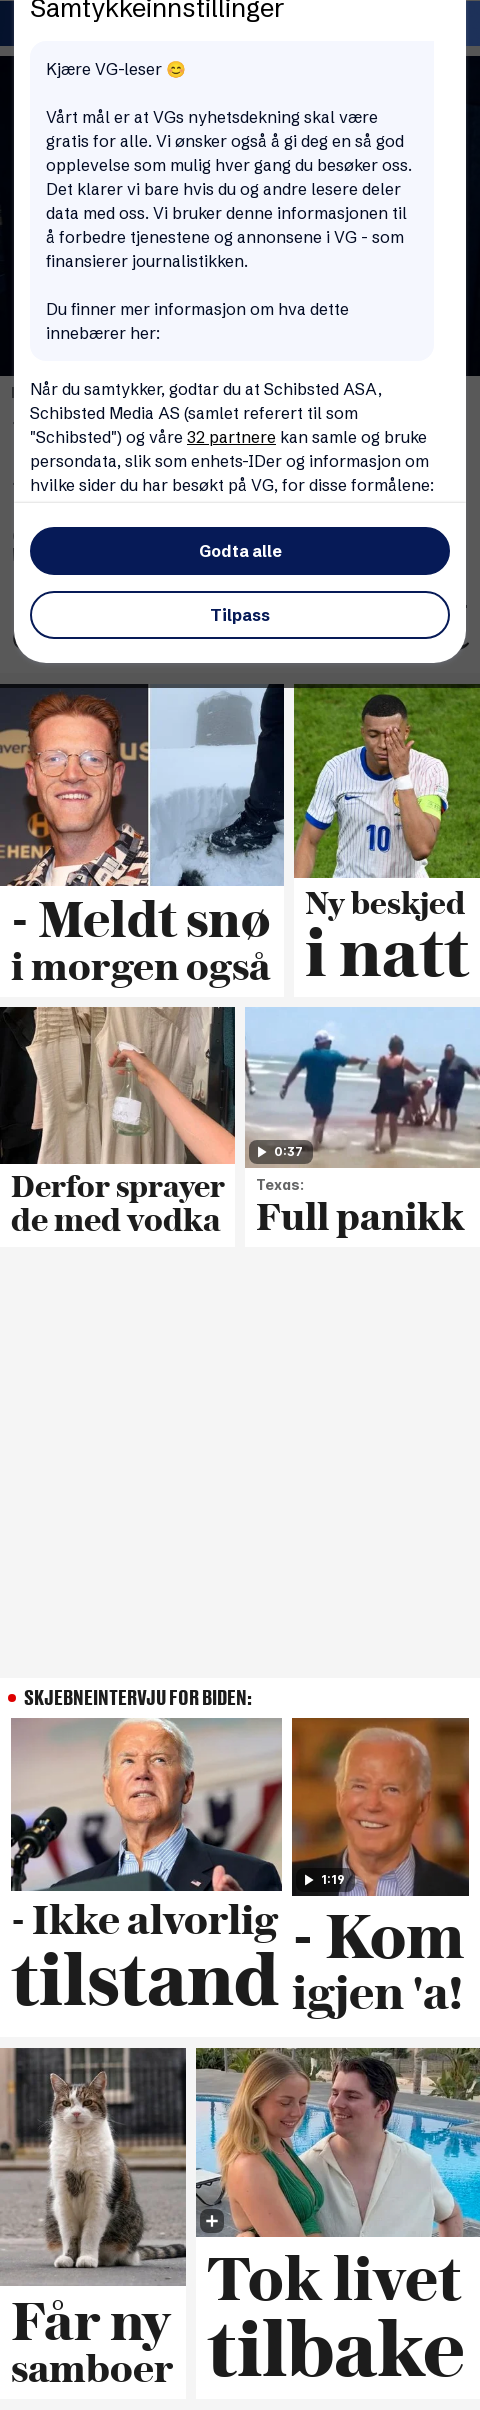 Samtykkeinnstillinger
Kjære VG-leser 😊
Vårt mål er at VGs nyhetsdekning skal være
gratis for alle. Vi ønsker også å gi deg en så god
opplevelse som mulig hver gang du besøker oss.
Det klarer vi bare hvis du og andre lesere deler
data med oss. Vi bruker denne informasjonen til
å forbedre tjenestene og annonsene i VG - som
finansierer journalistikken.
Du finner mer informasjon om hva dette
innebærer her:
Når du samtykker, godtar du at Schibsted ASA,
Schibsted Media AS (samlet referert til som
"Schibsted") og våre 32 partnere kan samle og bruke
persondata, slik som enhets-IDer og informasjon om
hvilke sider du har besøkt på VG, for disse formålene:
Godta alle
Tilpass
10
- Meldt snø
i morgen også
Ny beskjed
i natt
0:37
Derfor sprayer
de med vodka
Texas:
Full panikk
SKJEBNEINTERVJU FOR BIDEN:
1:19
- Ikke alvorlig
tilstand
- Kom
igjen 'a!
Får ny
samboer
Tok livet
tilbake